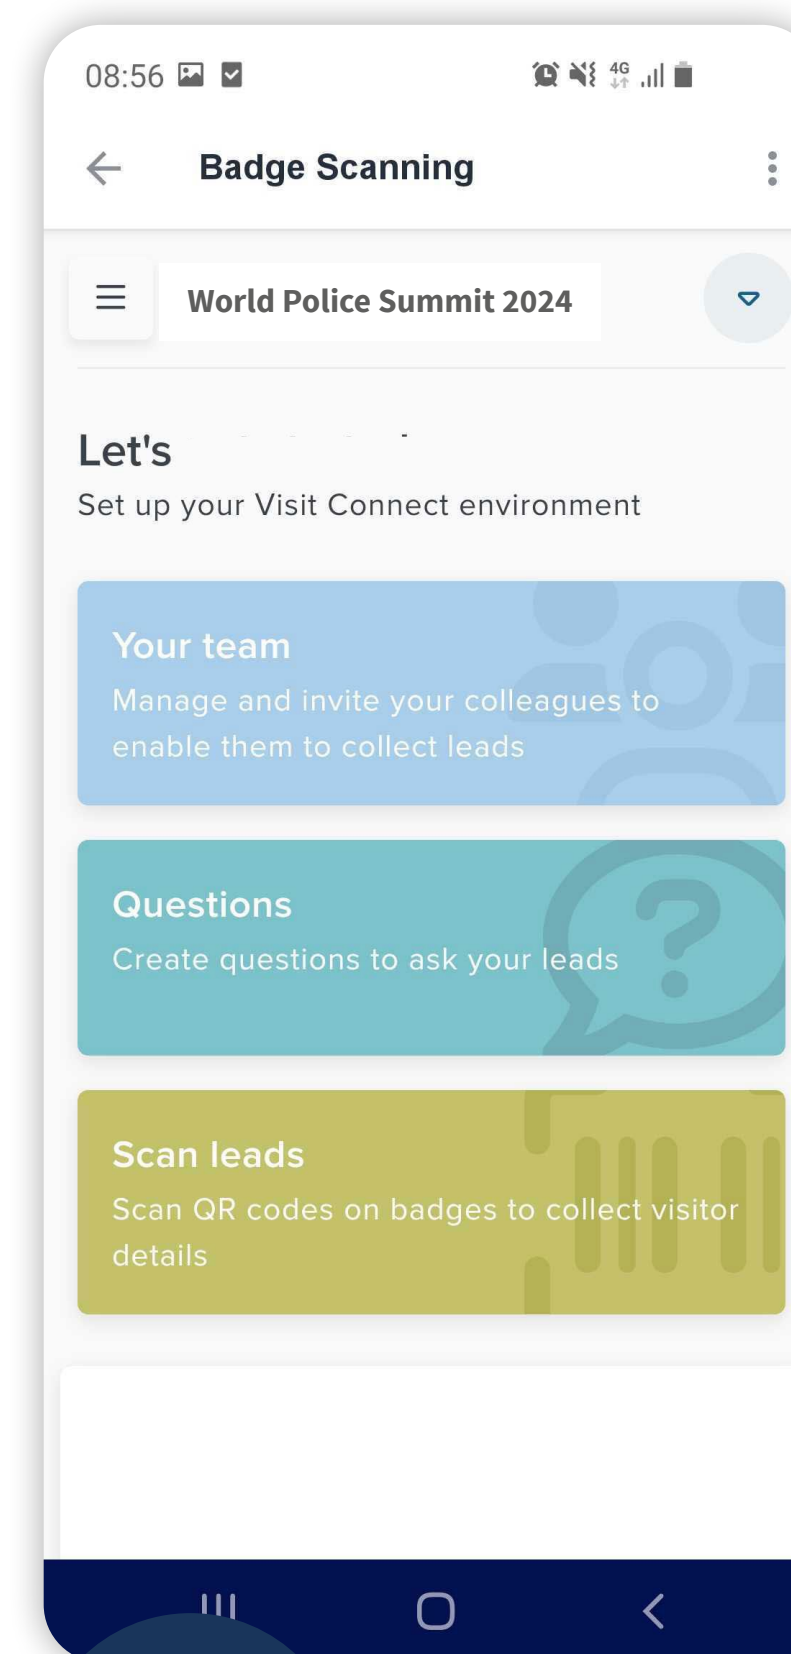 08:56 4G
Badge Scanning
World Police Summit 2024
Let's
Set up your Visit Connect environment
Your team
Manage and invite your colleagues to
enable them to collect leads
Questions
Create questions to ask your leads
Scan leads
Scan QR codes on badges to collect visitor
details